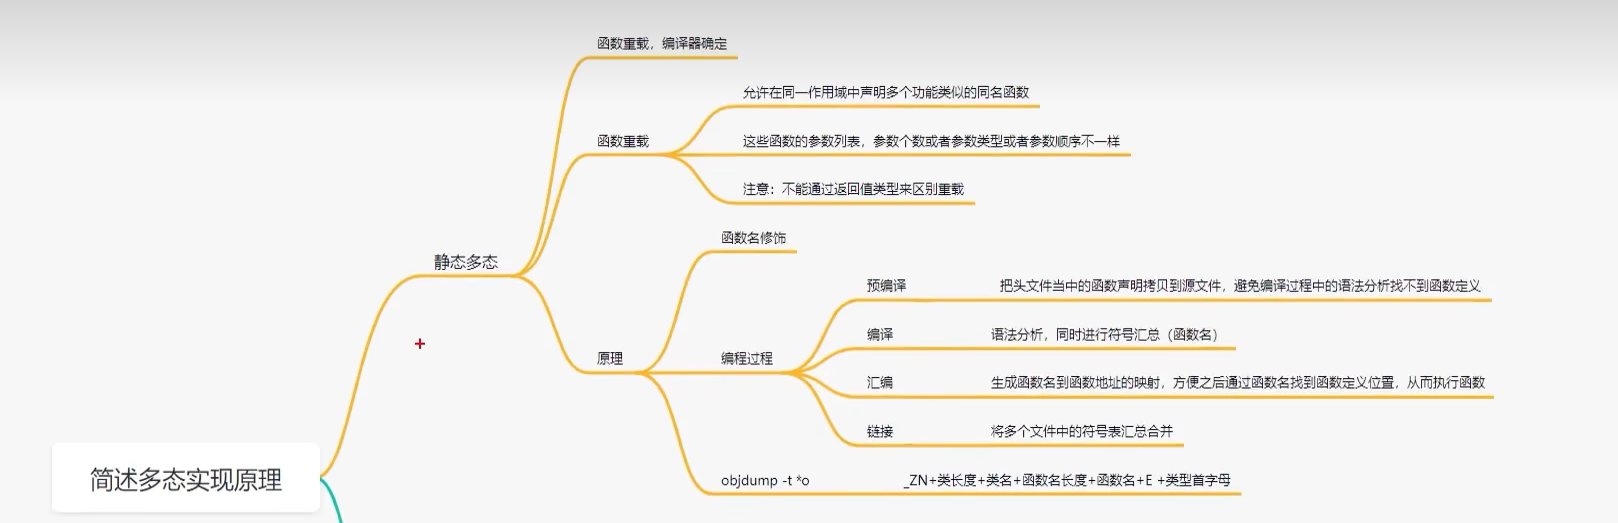 函数重载，编译器确定
允许在同一作用域中声明多个功能类似的同名函数
函数重载
这些函数的参数列表，参数个数或者参数类型或者参数顺序不一样
注意：不能通过返回值类型来区别重载
函数名修饰
静态多态
预编译
把头文件当中的函数声明拷贝到源文件，避免编译过程中的语法分析找不到函数定义
编译
语法分析，同时进行符号汇总（函数名）
原理
编程过程
汇编
生成函数名到函数地址的映射，方便之后通过函数名找到函数定义位置，从而执行函数
链接
将多个文件中的符号表汇总合并
简述多态实现原理
objdump -t *o
_ZN+类长度+类名+函数名长度+函数名+E +类型首字母